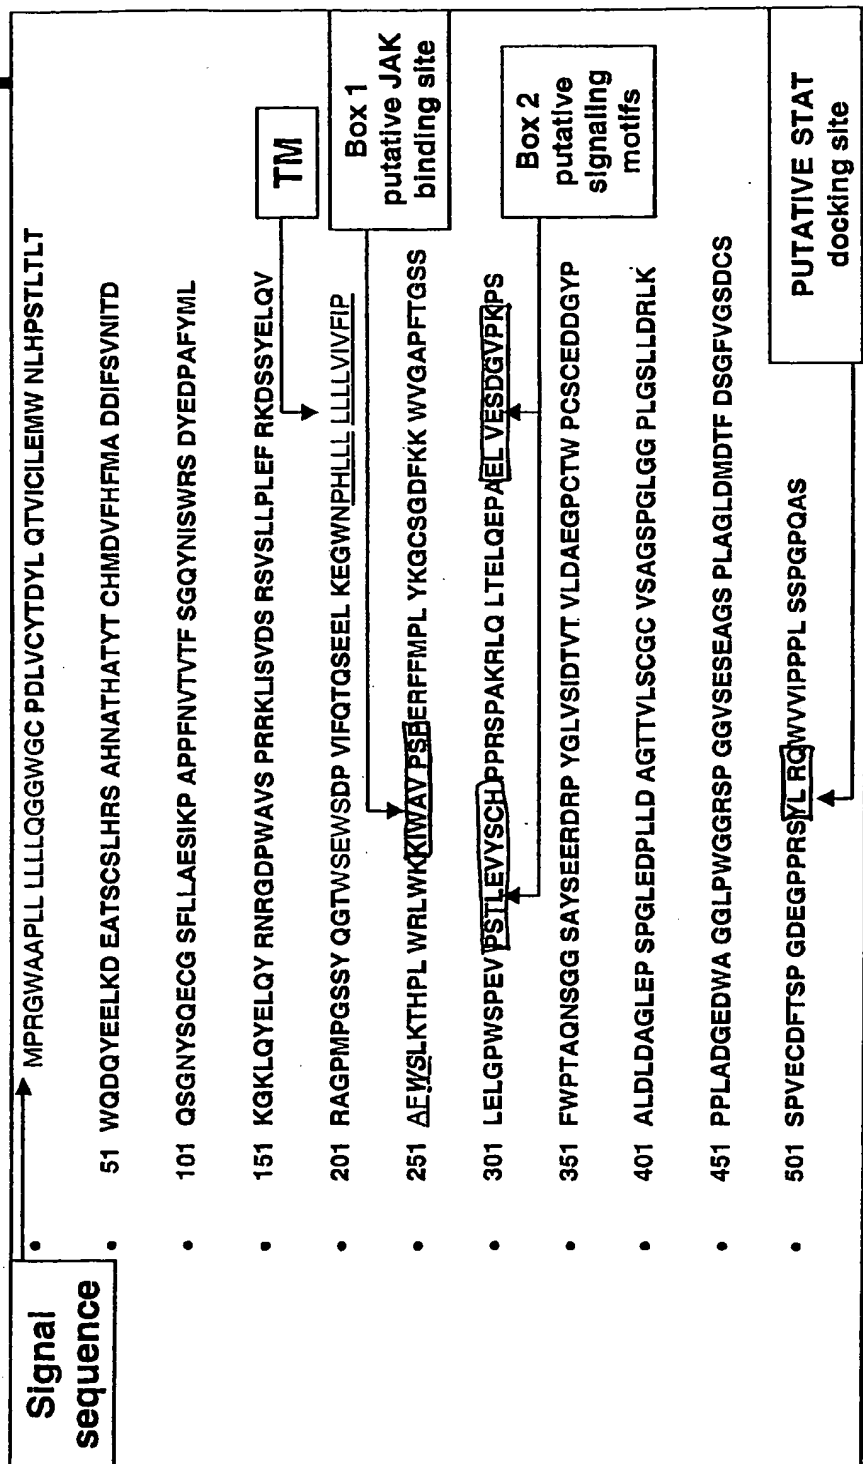 Signal
sequence
MPRGWAAPLL LLLLQGGWGC PDLVCYTDYL QTVICILEMW NLHPSTLTLT
51 WQDQYEELKD EATSCSLHRS AHNATHATYT CHMDVFHFMA DDIFSVNITD
101 QSGNYSQECG SFLLAESIKP APPFNVTVTF SGQYNISWRS DYEDPAFYML
151 KGKLQYELQY RNRGDPWAVS PRRKLISVDS RSVSLLPLEF RKDSSYELQV
TM
201 RAGPMPGSSY QGTWSEWSDP VIFQTQSEEL KEGWNPHLLL LLLLVIVFIP
Box 1
putative JAK
binding site
251 AFWSLKTHPL WRLWKKIWAV PSPERFFMPL YKGCSGDFKK WVGAPFTGSS
301 LELGPWSPEV PSTLEVYSCH PPRSPAKRLQ LTELQEPAEL VESDGVPKPS
Box 2
putative
signaling
motifs
351 FWPTAQNSGG SAYSEERDRP YGLVSIDTVT VLDAEGPCTW PCSCEDDGYP
401 ALDLDAGLEP SPGLEDPLLD AGTTVLSCGC VSAGSPGLGG PLGSLLDRLK
451 PPLADGEDWA GGLPWGGRSP GGVSESEAGS PLAGLDMDTF DSGFVGSDCS
501 SPVECDFTSP GDEGPPRSYL RQWVVIPPPL SSPGPQAS
PUTATIVE STAT
docking site